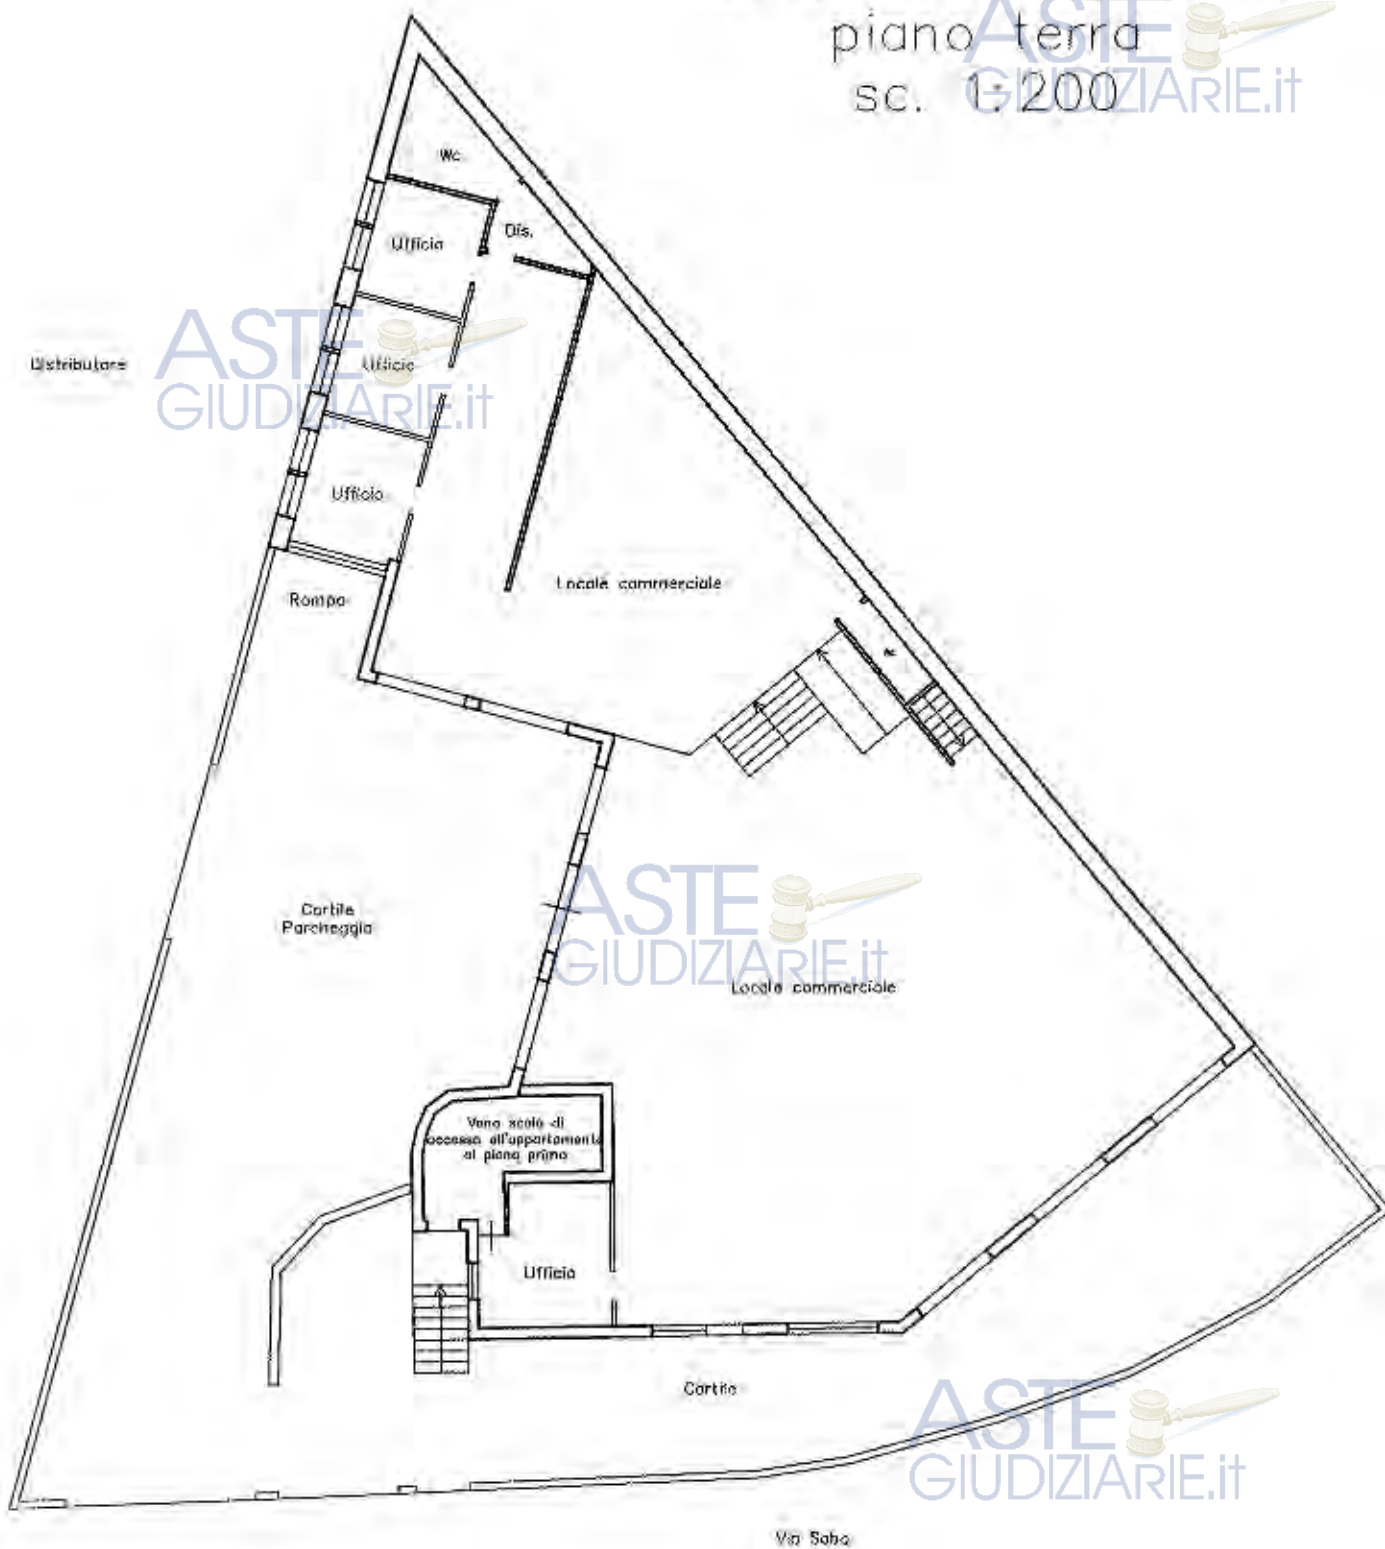 piano terra
sc. 1:200
ASTE
GIUDIZIARIE.it
Wc.
Dis.
Ufficio
ASTE
GIUDIZIARIE.it
Distributore
Ufficio
Ufficio
Locale commerciale
Rampa
Cortile
Parcheggio
ASTE
GIUDIZIARIE.it
Locale commerciale
Vano scala di
accesso all'appartamento
al piano primo
Ufficio
Cortile
ASTE
GIUDIZIARIE.it
Via Saba